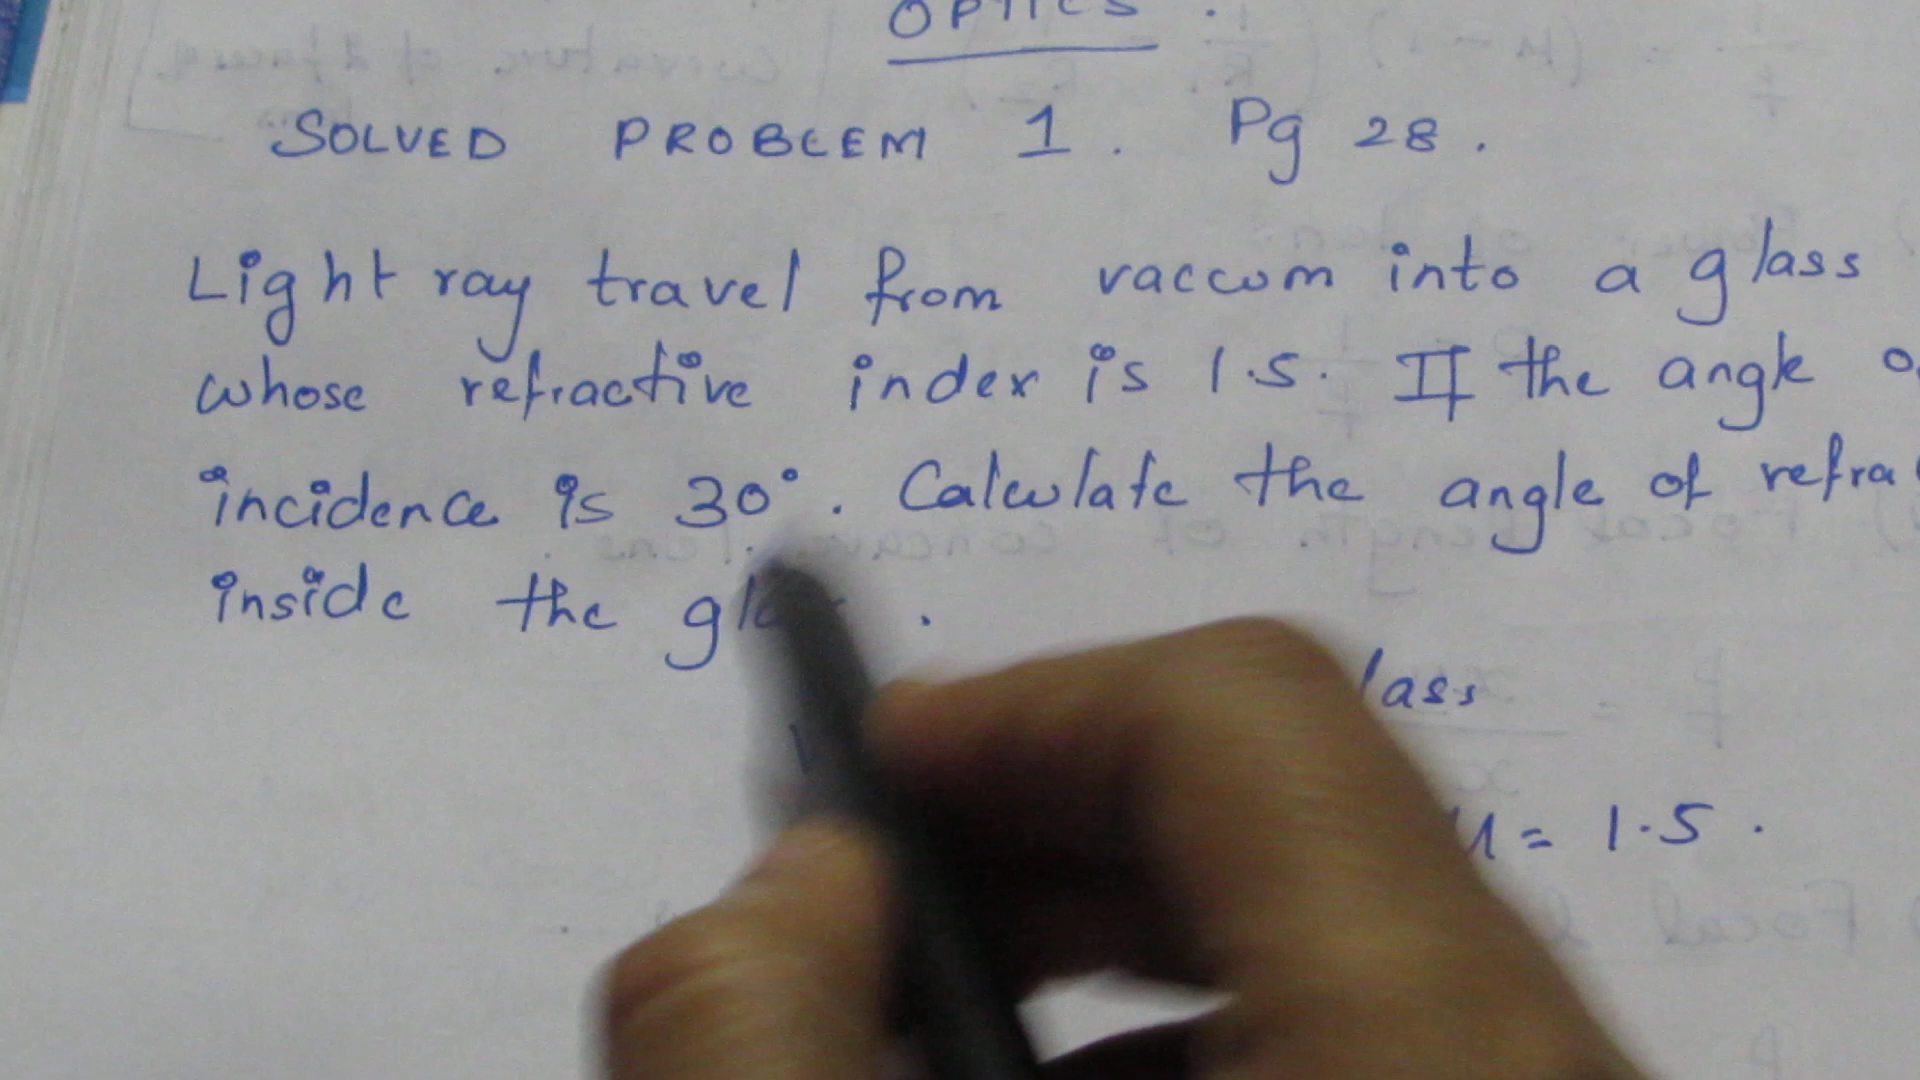 OPTICS.
SOLVED PROBLEM 1. Pg 28.
Light ray travel from vaccum into a glass
whose refractive index is 1.5. If the angle
incidence is 30°. Calculate the angle of refra
inside the .
lass
μ = 1.5.